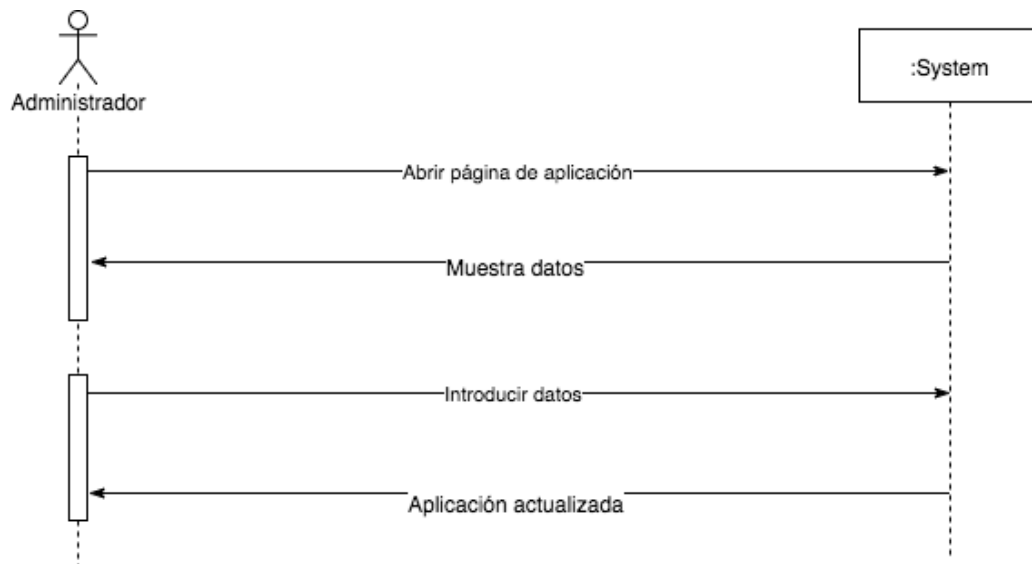 :System
Administrador
Abrir página de aplicación
Muestra datos
Introducir datos
Aplicación actualizada